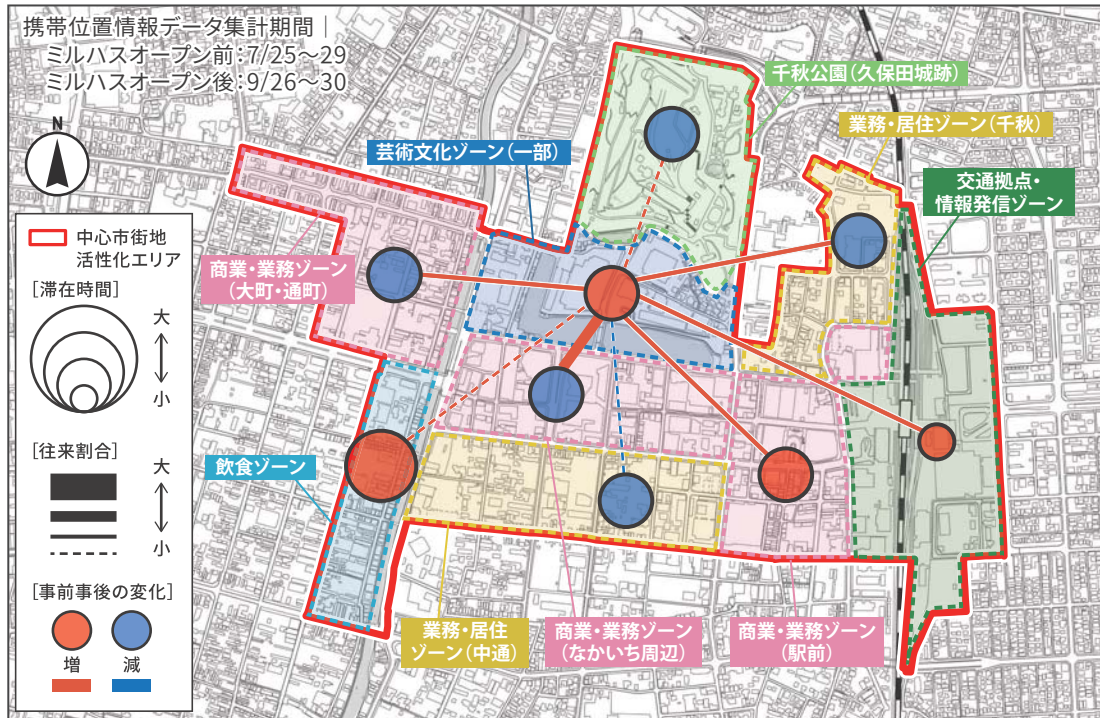 携帯位置情報データ集計期間｜
ミルハスオープン前：7/25～29
ミルハスオープン後：9/26～30
N
千秋公園（久保田城跡）
業務・居住ゾーン（千秋）
芸術文化ゾーン（一部）
交通拠点・
情報発信ゾーン
商業・業務ゾーン
（大町・通町）
中心市街地
活性化エリア
［滞在時間］
大
小
［往来割合］
大
小
飲食ゾーン
［事前事後の変化］
増
減
業務・居住
ゾーン（中通）
商業・業務ゾーン
（なかいち周辺）
商業・業務ゾーン
（駅前）